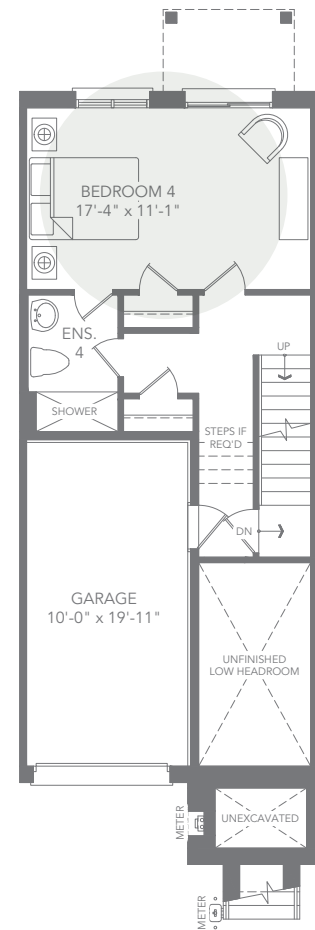 BEDROOM 4
17'-4" x 11'-1"
ENS.
4
UP
SHOWER
STEPS IF
REQ'D
DN
GARAGE
10'-0" x 19'-11"
UNFINISHED
LOW HEADROOM
METER
UNEXCAVATED
METER